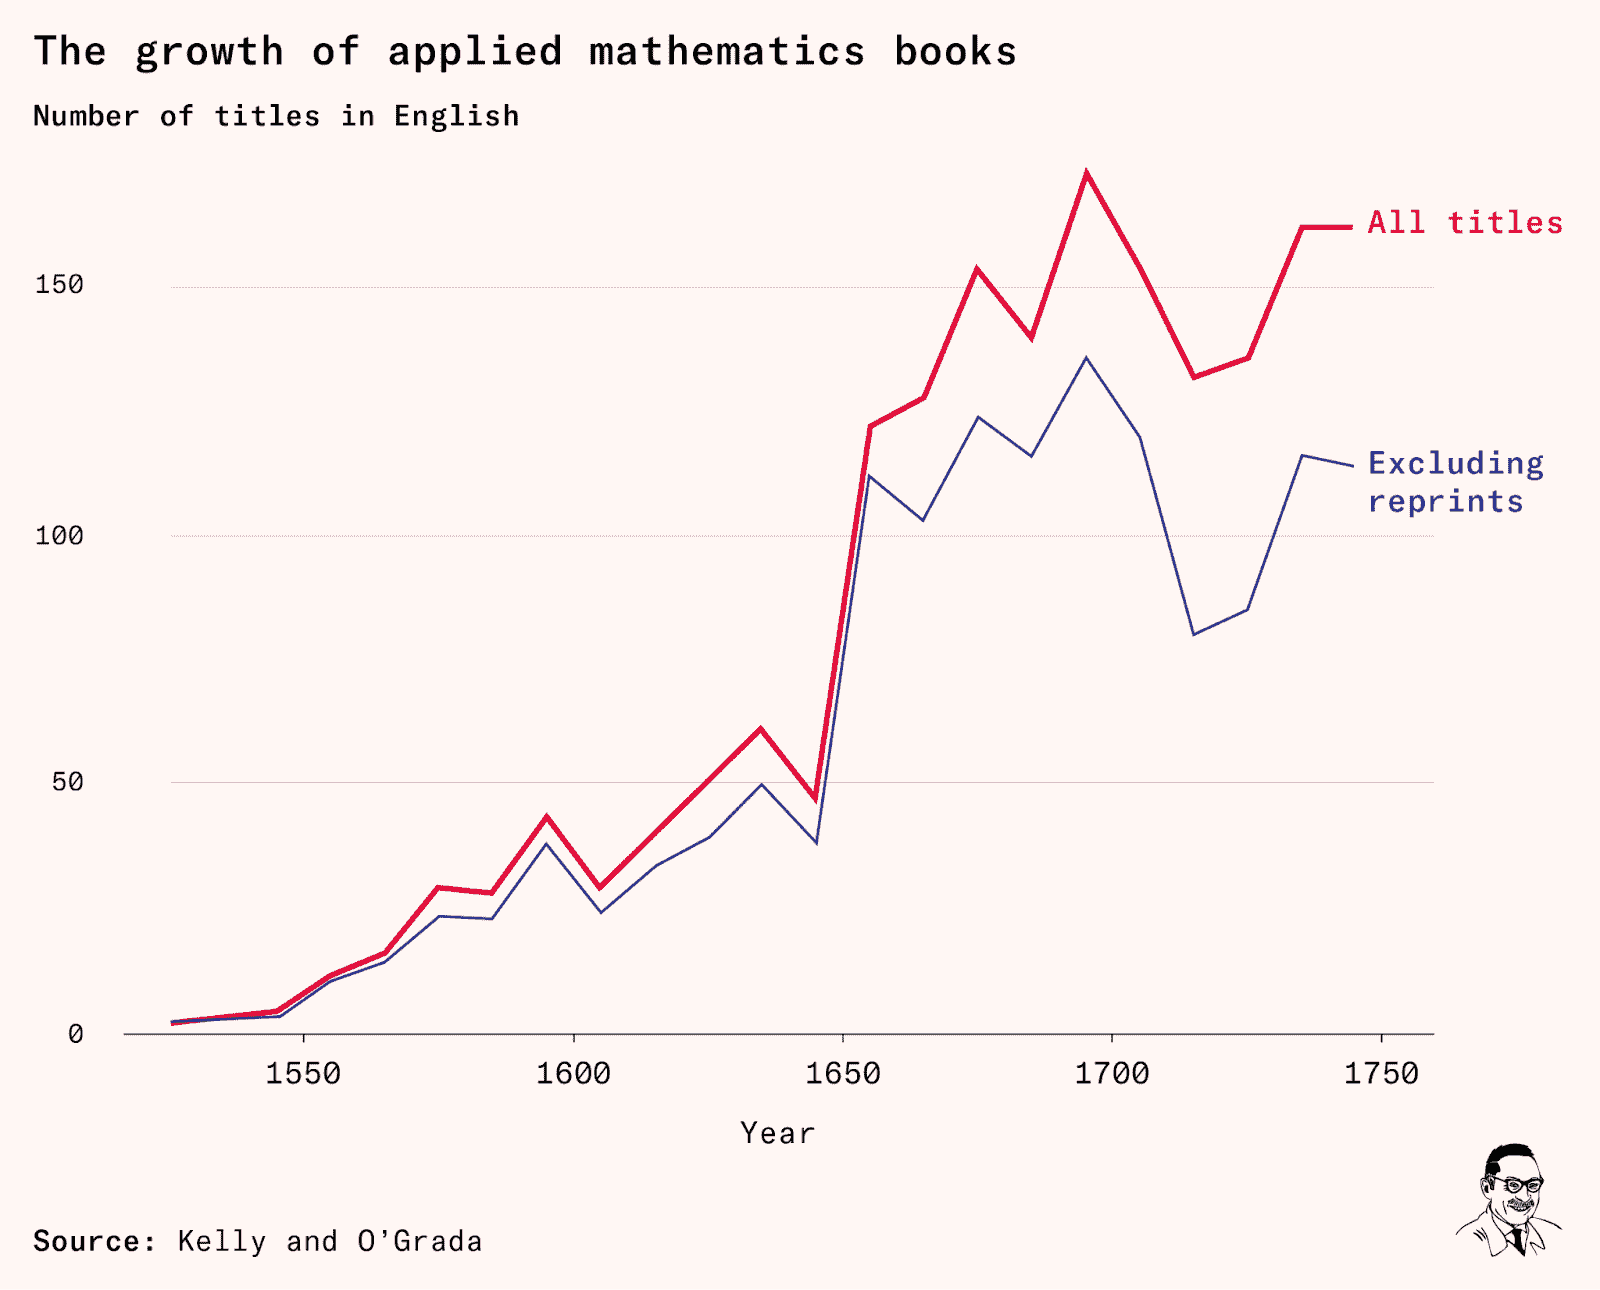 The growth of applied mathematics books
Number of titles in English
All titles
150
Excluding
reprints
100
50
0
1550 1600 1650 1700 1750
Year
Source: Kelly and O’Grada